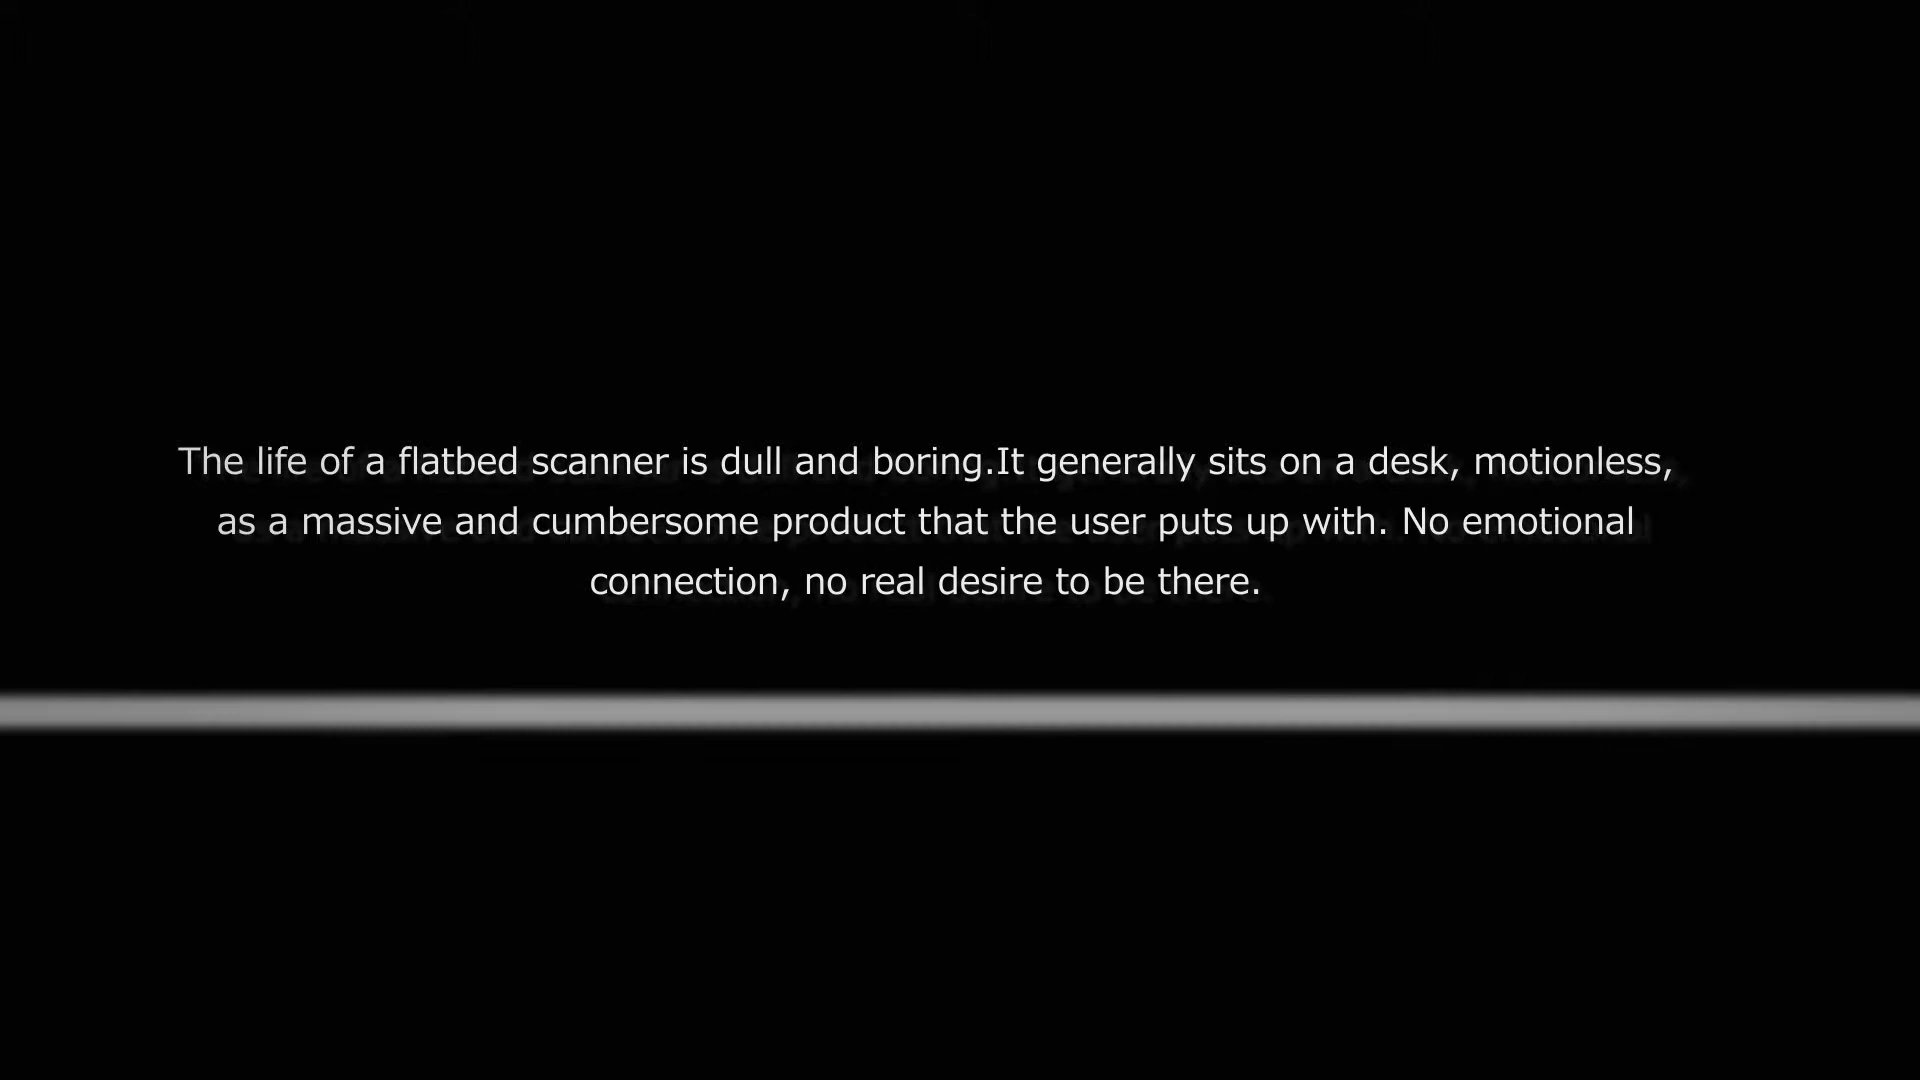 The life of a flatbed scanner is dull and boring.It generally sits on a desk, motionless,
as a massive and cumbersome product that the user puts up with. No emotional
connection, no real desire to be there.